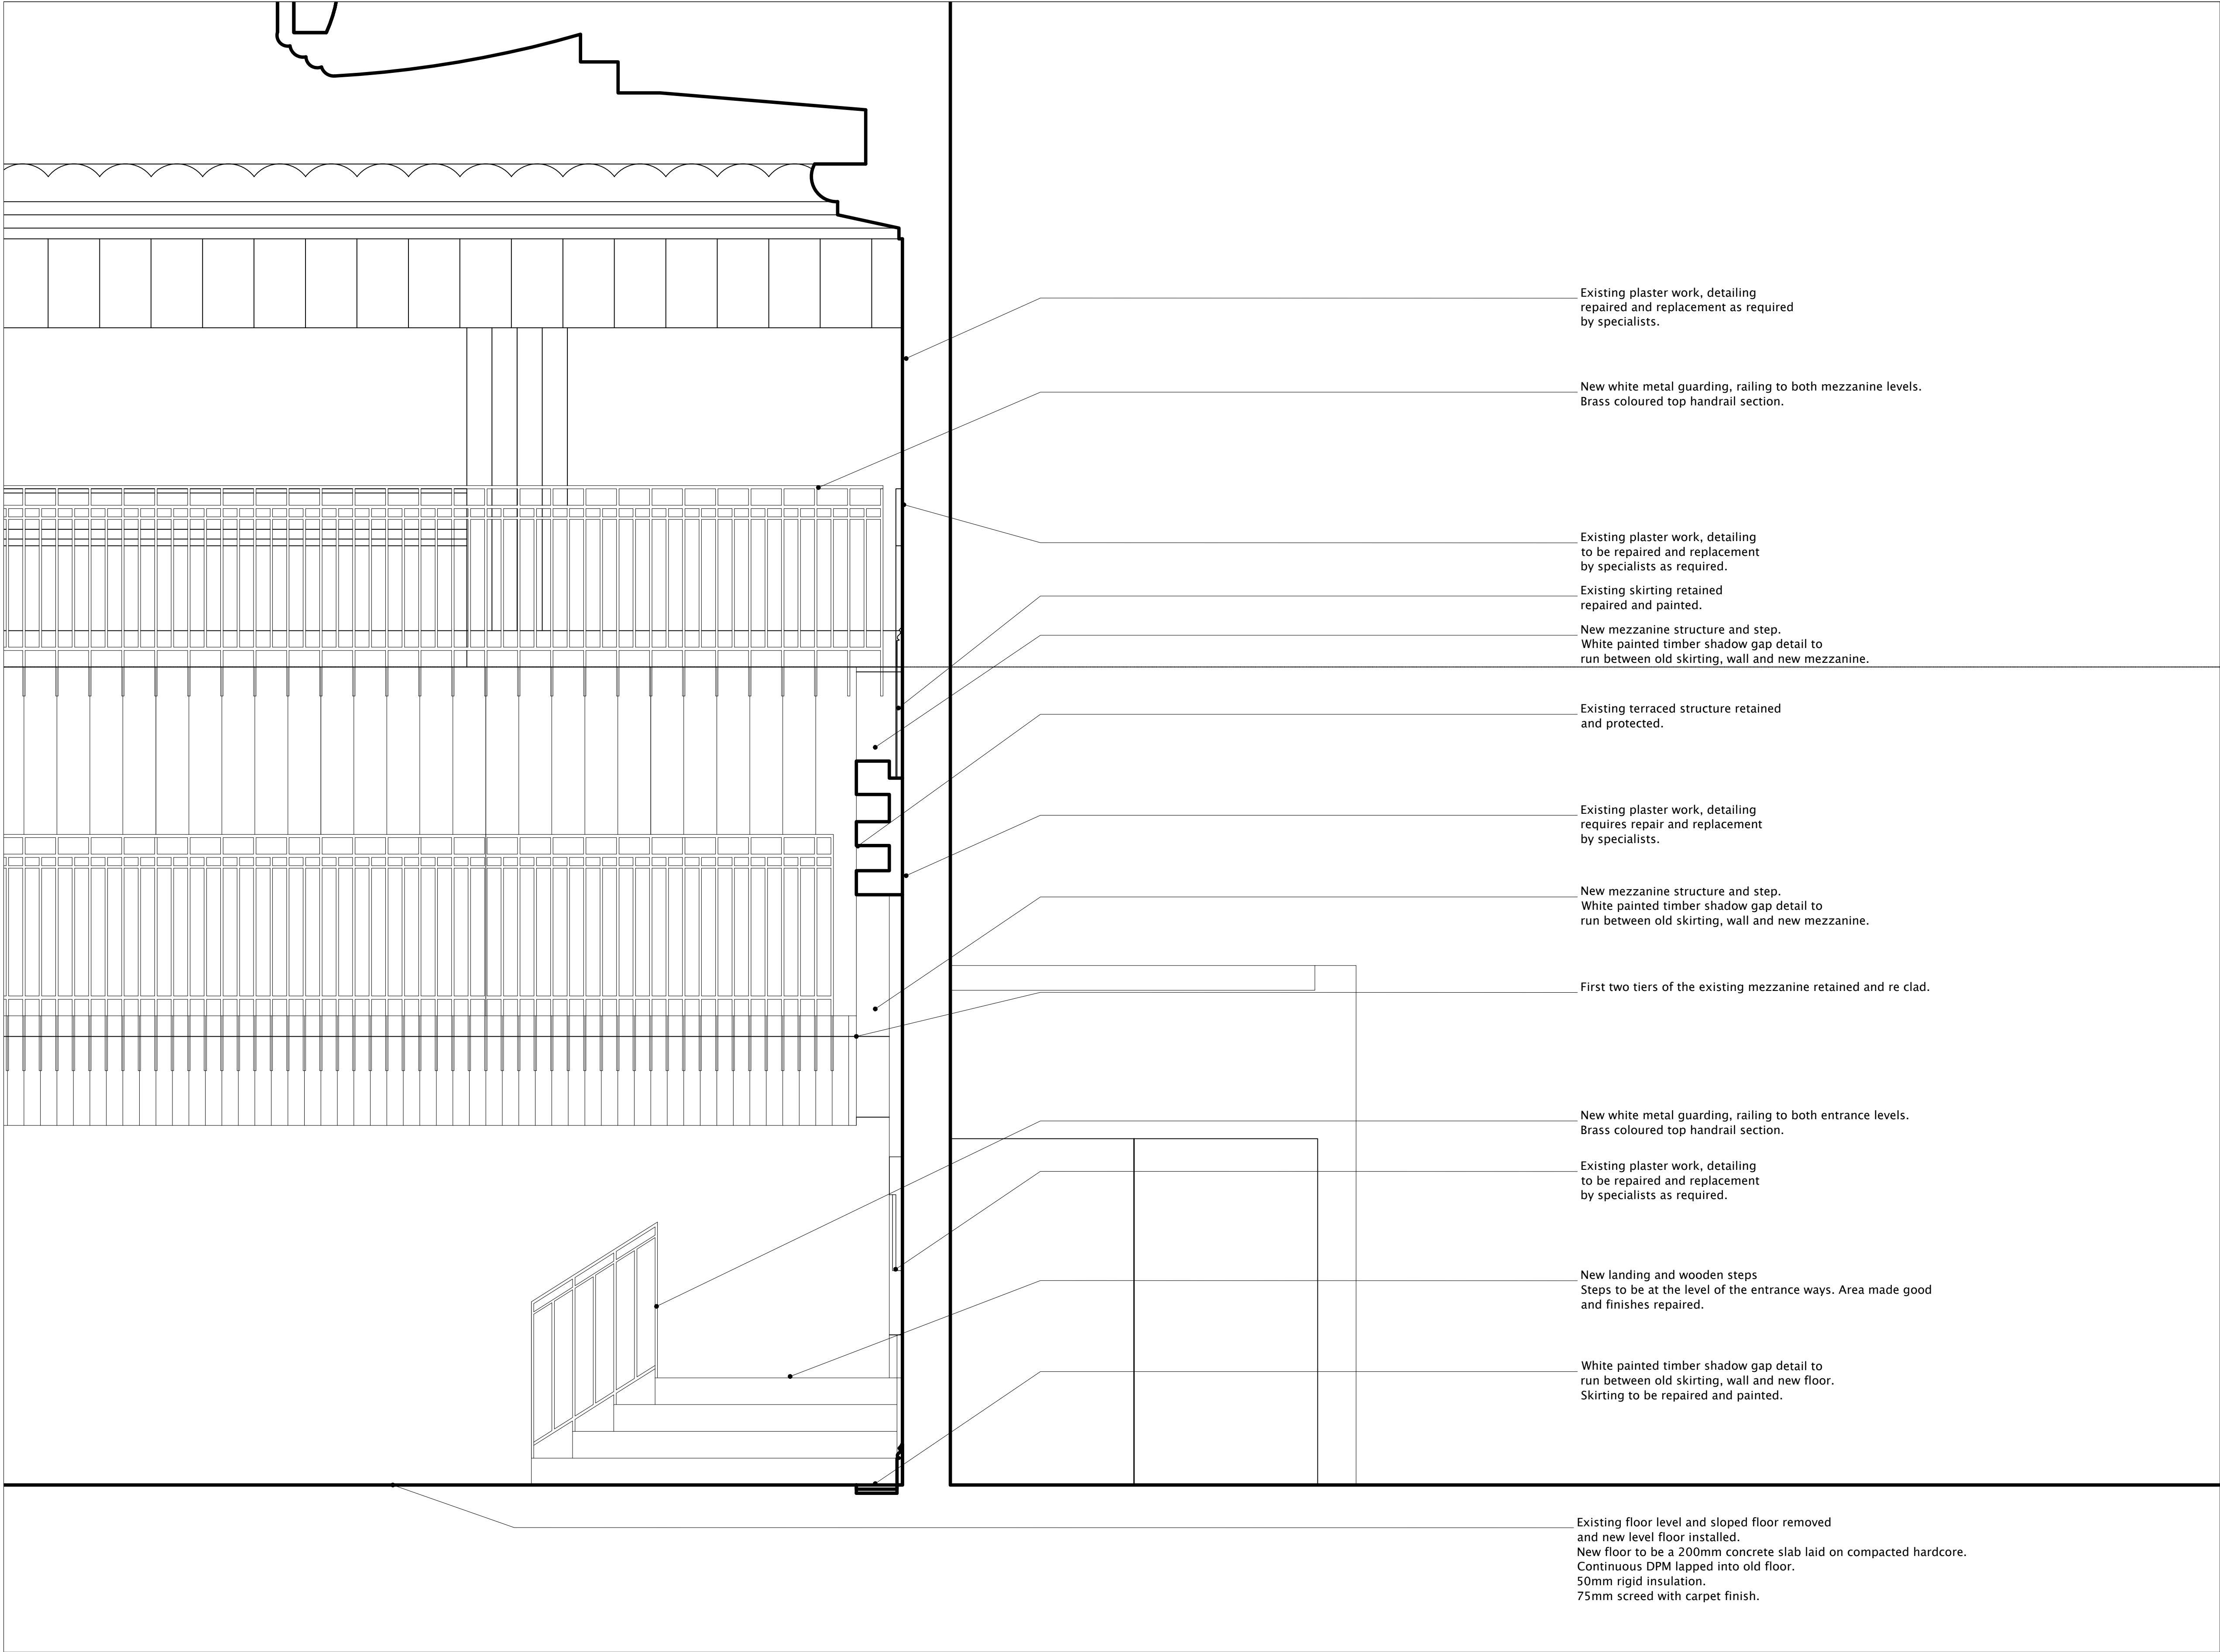 Existing plaster work, detailing
repaired and replacement as required
by specialists.
New white metal guarding, railing to both mezzanine levels.
Brass coloured top handrail section.
Existing plaster work, detailing
to be repaired and replacement
by specialists as required.
Existing skirting retained
repaired and painted.
New mezzanine structure and step.
White painted timber shadow gap detail to
run between old skirting, wall and new mezzanine.
Existing terraced structure retained
and protected.
Existing plaster work, detailing
requires repair and replacement
by specialists.
New mezzanine structure and step.
White painted timber shadow gap detail to
run between old skirting, wall and new mezzanine.
First two tiers of the existing mezzanine retained and re clad.
New white metal guarding, railing to both entrance levels.
Brass coloured top handrail section.
Existing plaster work, detailing
to be repaired and replacement
by specialists as required.
New landing and wooden steps
Steps to be at the level of the entrance ways. Area made good
and finishes repaired.
White painted timber shadow gap detail to
run between old skirting, wall and new floor.
Skirting to be repaired and painted.
Existing floor level and sloped floor removed
and new level floor installed.
New floor to be a 200mm concrete slab laid on compacted hardcore.
Continuous DPM lapped into old floor.
50mm rigid insulation.
75mm screed with carpet finish.